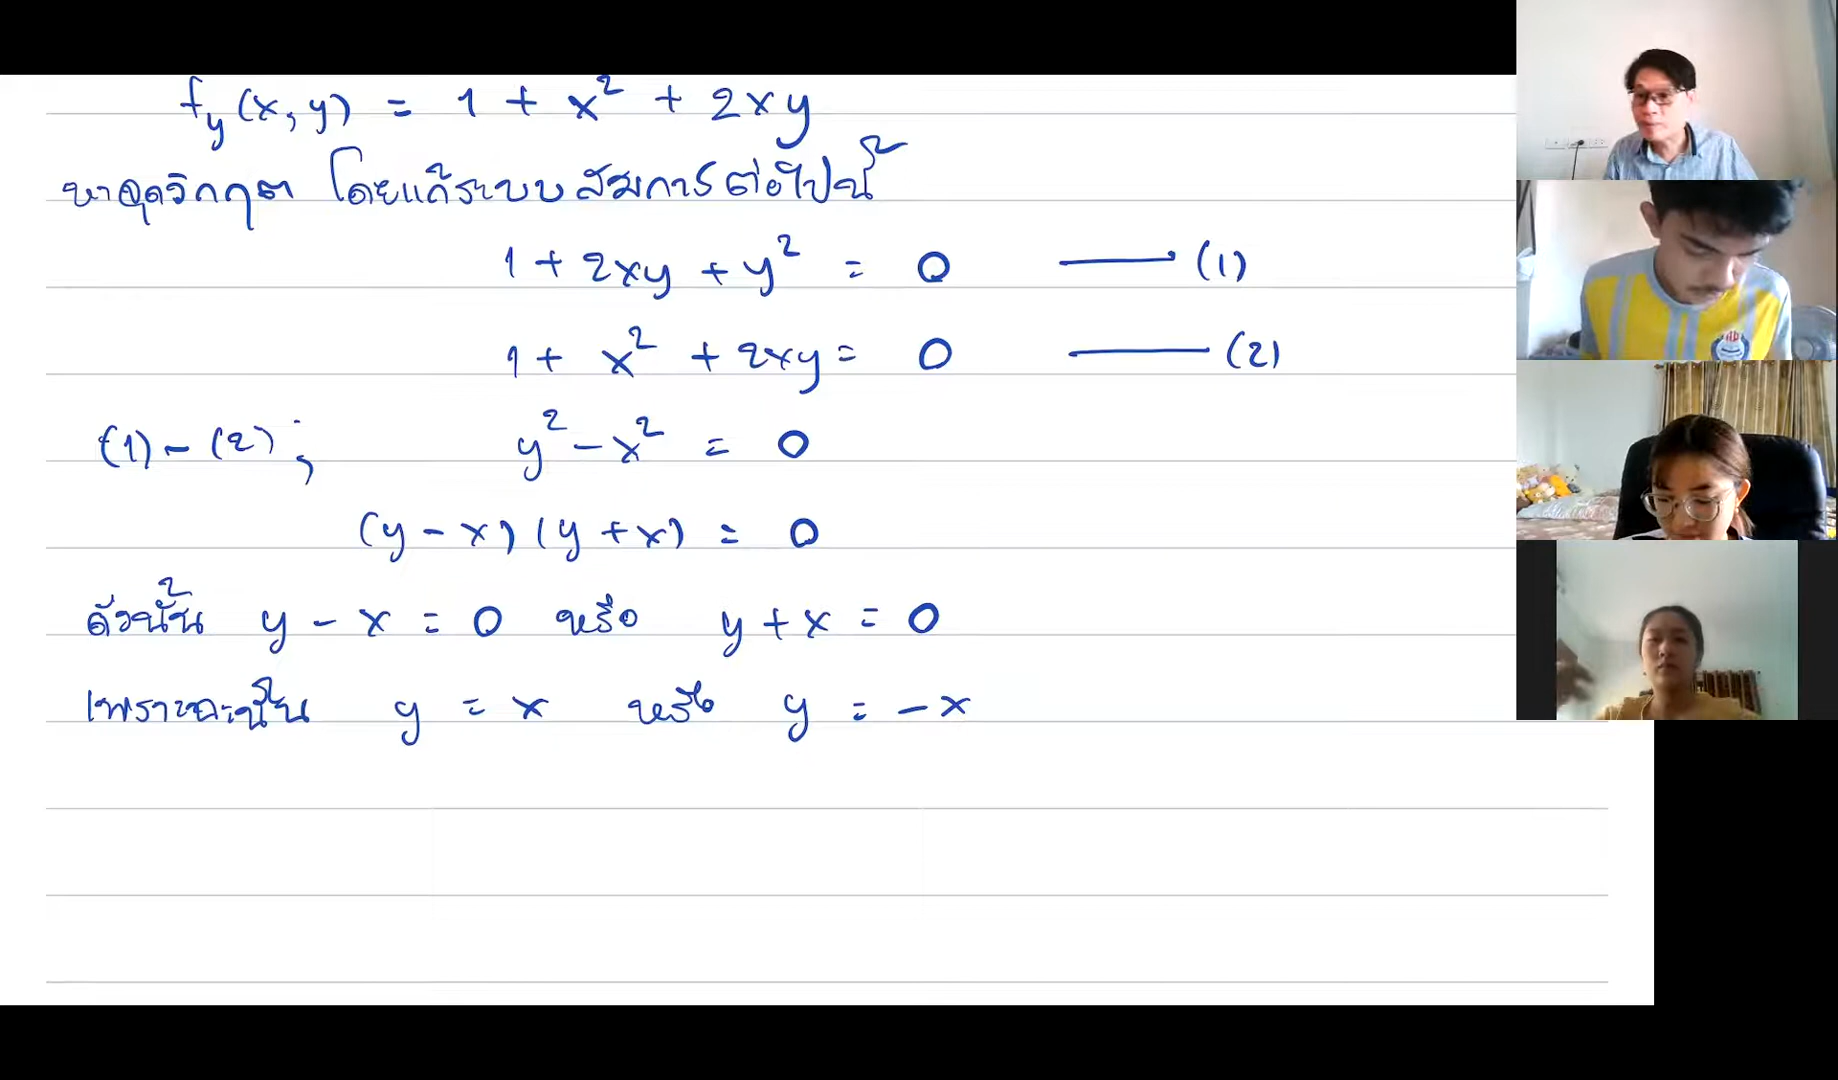 f_y(x,y) = 1 + x² + 2xy
หาจุดวิกฤต โดยแก้ระบบสมการต่อไปนี้
1 + 2xy + y² = 0 —— (1)
1 + x² + 2xy = 0 —— (2)
(1) - (2); y² - x² = 0
(y - x)(y + x) = 0
ดังนั้น y - x = 0 หรือ y + x = 0
เพราะฉะนั้น y = x หรือ y = -x